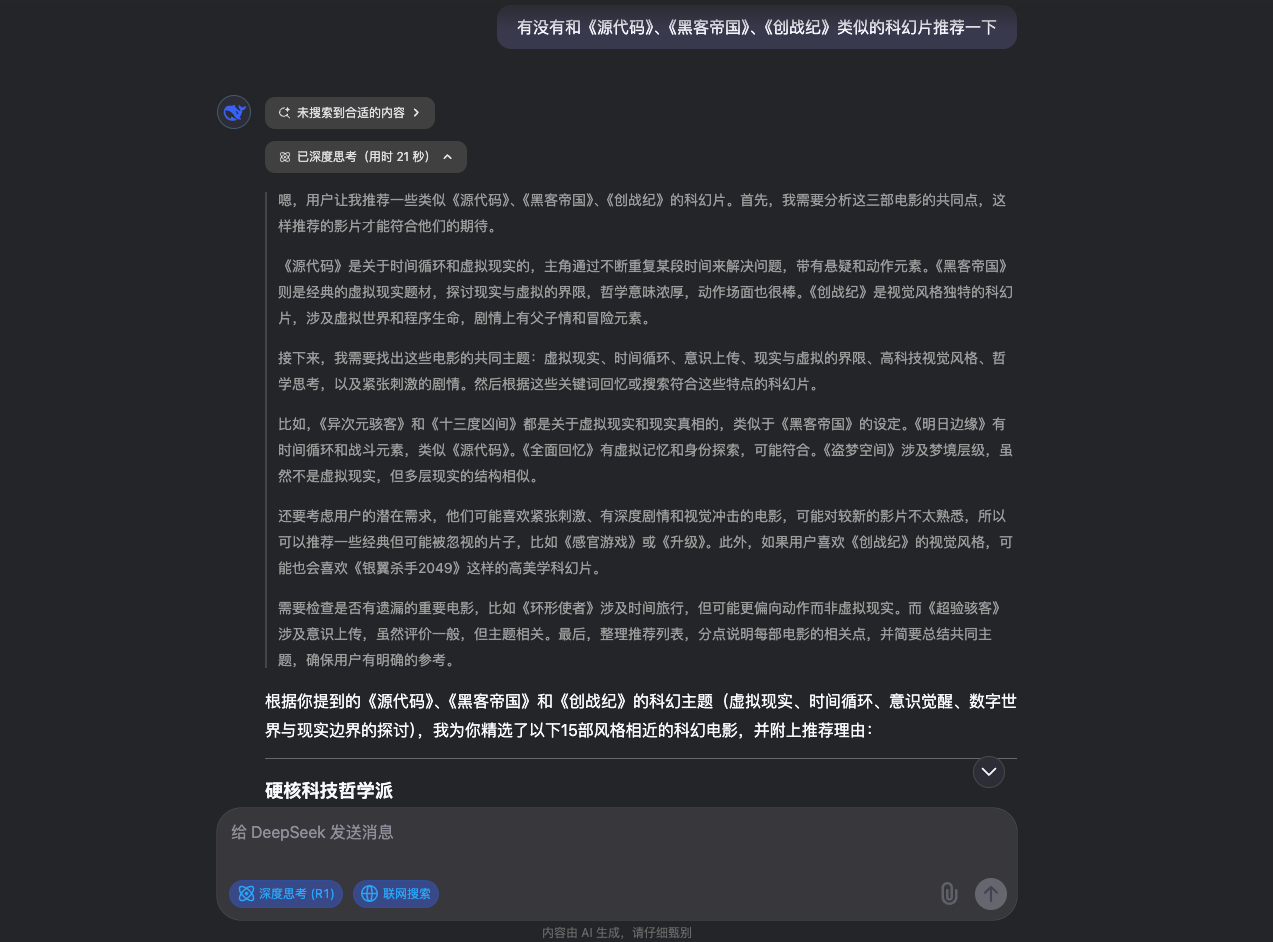 有没有和《源代码》、《黑客帝国》、《创战纪》类似的科幻片推荐一下
未搜索到合适的内容
已深度思考（用时 21 秒）
嗯，用户让我推荐一些类似《源代码》、《黑客帝国》、《创战纪》的科幻片。首先，我需要分析这三部电影的共同点，这
样推荐的影片才能符合他们的期待。
《源代码》是关于时间循环和虚拟现实的，主角通过不断重复某段时间来解决问题，带有悬疑和动作元素。《黑客帝国》
则是经典的虚拟现实题材，探讨现实与虚拟的界限，哲学意味浓厚，动作场面也很棒。《创战纪》是视觉风格独特的科幻
片，涉及虚拟世界和程序生命，剧情上有父子情和冒险元素。
接下来，我需要找出这些电影的共同主题：虚拟现实、时间循环、意识上传、现实与虚拟的界限、高科技视觉风格、哲
学思考，以及紧张刺激的剧情。然后根据这些关键词回忆或搜索符合这些特点的科幻片。
比如，《异次元骇客》和《十三度凶间》都是关于虚拟现实和现实真相的，类似于《黑客帝国》的设定。《明日边缘》有
时间循环和战斗元素，类似《源代码》。《全面回忆》有虚拟记忆和身份探索，可能符合。《盗梦空间》涉及梦境层级，虽
然不是虚拟现实，但多层现实的结构相似。
还要考虑用户的潜在需求，他们可能喜欢紧张刺激、有深度剧情和视觉冲击的电影，可能对较新的影片不太熟悉，所以
可以推荐一些经典但可能被忽视的片子，比如《感官游戏》或《升级》。此外，如果用户喜欢《创战纪》的视觉风格，可
能也会喜欢《银翼杀手2049》这样的高美学科幻片。
需要检查是否有遗漏的重要电影，比如《环形使者》涉及时间旅行，但可能更偏向动作而非虚拟现实。而《超验骇客》
涉及意识上传，虽然评价一般，但主题相关。最后，整理推荐列表，分点说明每部电影的相关点，并简要总结共同主
题，确保用户有明确的参考。
根据你提到的《源代码》、《黑客帝国》和《创战纪》的科幻主题（虚拟现实、时间循环、意识觉醒、数字世
界与现实边界的探讨），我为你精选了以下15部风格相近的科幻电影，并附上推荐理由：
硬核科技哲学派
给 DeepSeek 发送消息
深度思考 (R1)
联网搜索
内容由 AI 生成，请仔细甄别